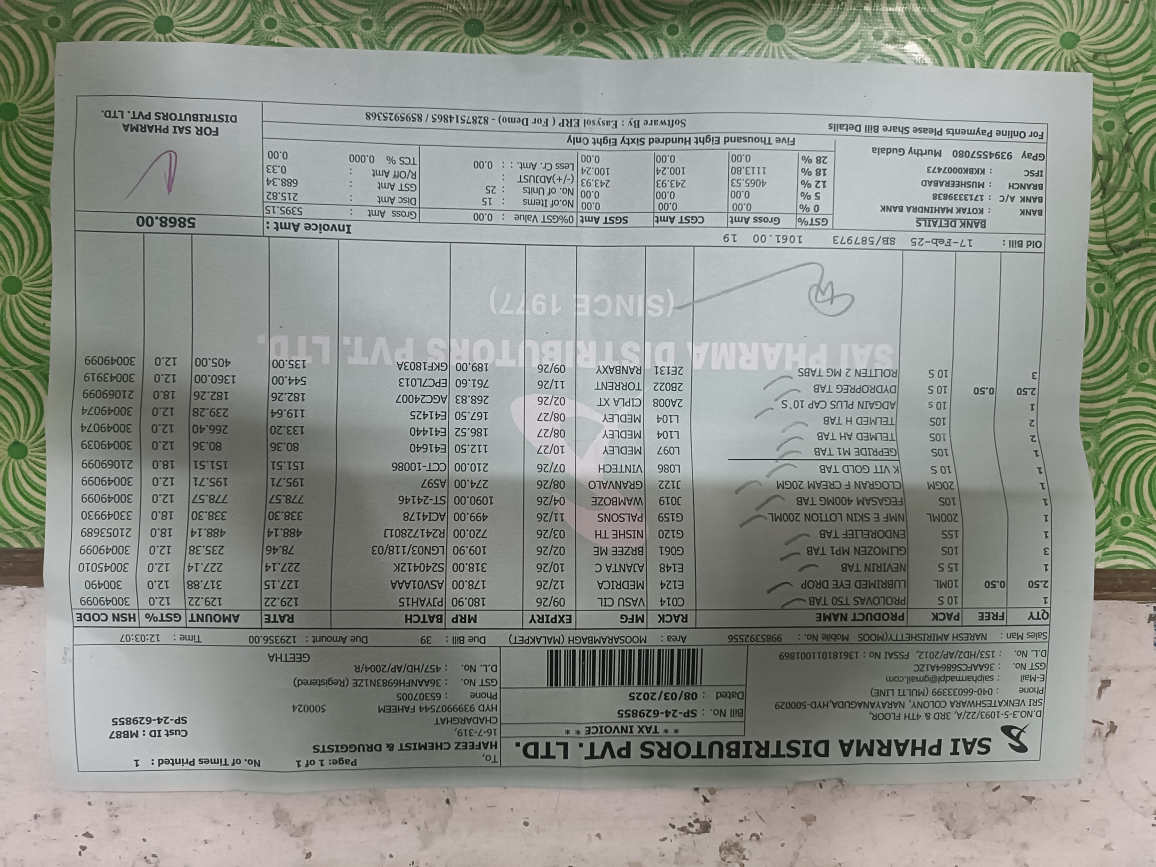 SAI PHARMA DISTRIBUTORS PVT. LTD.
D.NO.3-5-1093/22/A, 3RD & 4TH FLOOR,
SRI VENKATESHWARA COLONY, NARAYANAGUDA,HYD-500029
Phone : 040-66033999 (MULTI LINE)
E-Mail : saipharmadpl@gmail.com
GST No. : 36AAPCS6864A1ZC
D.L. No. : 153/HD2/AP/2012, FSSAI No : 13618101001869
* * TAX INVOICE * *
Bill No. : SP-24-629855
Dated : 08/03/2025
To,
Page: 1 of 1
No. of Times Printed : 1
HAFEEZ CHEMIST & DRUGGISTS
16-7-319,
CHADARGHAT
HYD 9399907544 FAHEEM 500024
Phone : 65307005
GST No. : 36AANFH6983N1ZE (Registered)
D.L. No. : 457/HD/AP/2004/R
GEETHA
Cust ID : MB87
SP-24-629855
Sales Man : NARESH AMIRISHETTY(MOOS Mobile No. : 9985392556 Area : MOOSARAMBAGH (MALAKPET) Due Bill : 39 Due Amount : 129356.00 Time : 12:03:07
QTY FREE PACK PRODUCT NAME RACK MFG EXPIRY MRP BATCH RATE AMOUNT GST% HSN CODE
1 10 S PROVOLAS T50 TAB C014 VASU CIL 09/26 180.90 PJYAH15 129.22 129.22 12.0 30049099
2.50 0.50 10ML LUBRIMED EYE DROP E124 MEDRICA 12/26 178.00 ASVO1AAA 127.15 317.88 12.0 300490
1 15 S NEVIRTIN TAB E148 AJANTA C 10/26 318.00 S2040412K 227.14 227.14 12.0 30045010
3 10S GLIMOZEN MP1 TAB G061 BRZEE ME 02/26 109.90 LGN03/118/03 78.46 235.38 12.0 30049099
1 15S ENDORELIEF TAB G120 NISHE TH 03/26 720.00 R24172801J 488.14 488.14 18.0 21053689
1 200ML NMF E SKIN LOTION 200ML G159 PALSONS 11/26 499.00 ACI4178 338.30 338.30 18.0 33049930
1 10S FEGASAM 400MG TAB J019 WAMROZE 04/26 1090.00 ST-24146 778.57 778.57 12.0 30049099
1 20GM CLOGRAN F CREAM 20GM J122 GRANVALO 08/26 274.00 A597 195.71 195.71 12.0 30049099
1 10 S K VIT GOLD TAB L086 VINTECH 07/26 210.00 CCT-10086 151.51 151.51 18.0 21069099
1 10S GEPRIDE M1 TAB L097 MEDLEY 10/27 112.50 E41640 80.36 80.36 12.0 30049039
2 10S TELMED AH TAB L104 MEDLEY 08/27 186.52 E41440 133.20 266.40 12.0 30049074
2 10S TELMED H TAB L104 MEDLEY 08/27 167.50 E41425 119.64 239.28 12.0 30049074
1 10 s ADGAIN PLUS CAP 10`S 2A008 CIPLA XT 02/26 268.83 AGC24007 182.26 182.26 18.0 21069099
2.50 0.50 10 S DYDROPREG TAB 2B022 TORRENT 11/26 761.60 EPC7L013 544.00 1360.00 12.0 30043919
3 10 S ROLITEN 2 MG TABS 2E131 RANBAXY 09/26 189.00 GKF1803A 135.00 405.00 12.0 30049099
SAI PHARMA DISTRIBUTORS PVT. LTD.
(SINCE 1977)
Old Bill : 17-Feb-25 SB/587973 1061.00 19
Invoice Amt : 5868.00
BANK DETAILS
BANK : KOTAK MAHINDRA BANK
BANK A/C : 1713339838
BRANCH : MUSHEERABAD
IFSC : KKBK0007473
GPay 9394557080 Murthy Gudala
For Online Payments Please Share Bill Details
GST% Gross Amt CGST Amt SGST Amt
0 % 0.00 0.00 0.00
5 % 0.00 0.00 0.00
12 % 4065.53 243.93 243.93
18 % 1113.80 100.24 100.24
28 % 0.00 0.00 0.00
0%GST Value : 0.00
No. of Items : 15
No. of Units : 25
(-/+)ADJUST :
Less Cr. Amt : : 0.00
Gross Amt : 5395.15
Disc Amt : 215.82
GST Amt : 688.34
R/off Amt : 0.33
TCS % 0.000 : 0.00
Five Thousand Eight Hundred Sixty Eight Only
Software By : Easysol ERP ( For Demo) - 8287514865 / 8595925368
FOR SAI PHARMA
DISTRIBUTORS PVT. LTD.